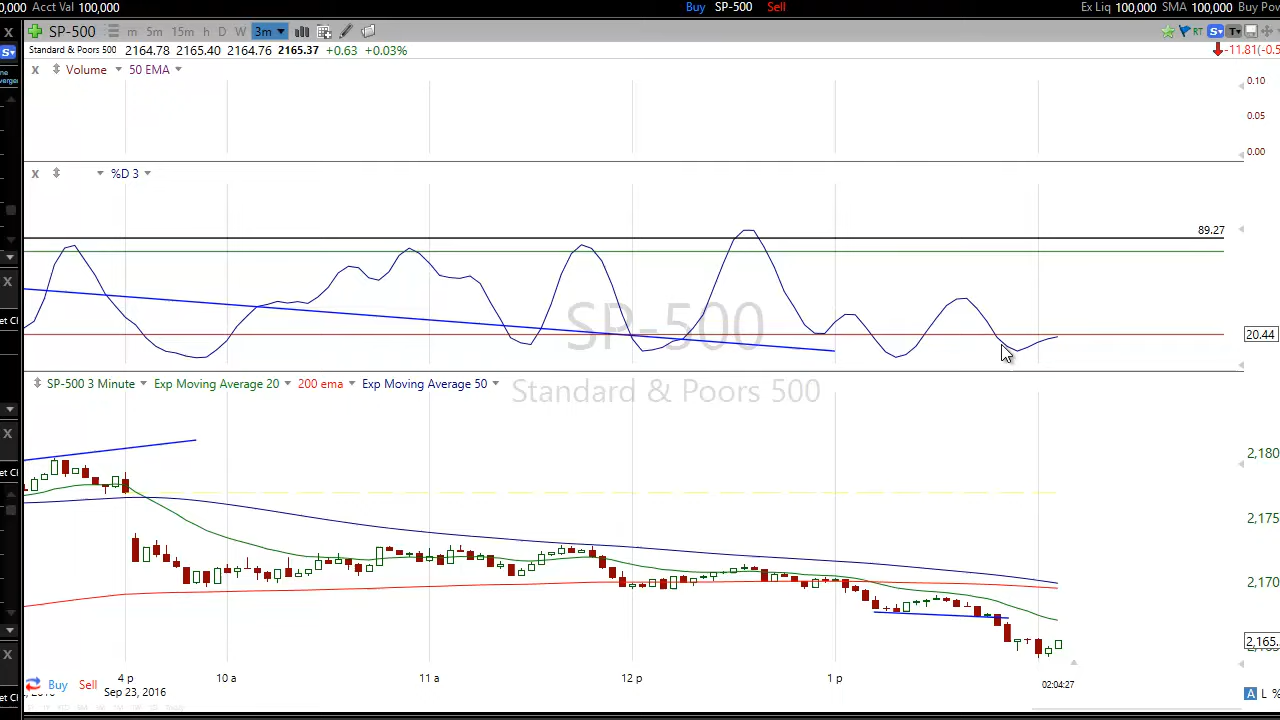 0,000 Acct Val 100,000 Buy SP-500 Sell Ex Liq 100,000 SMA 100,000 Buy Pow
X SP-500 m 5m 15m h D W 3m RT S T
S Standard & Poors 500 2164.78 2165.40 2164.76 2165.37 +0.63 +0.03% -11.81(-0.5
X Volume 50 EMA
0.10
0.05
0.00
X %D 3
89.27
X
SP-500
20.44
SP-500 3 Minute Exp Moving Average 20 200 ema Exp Moving Average 50 Standard & Poors 500
X
2,180
2,175
2,170
2,165.
X
Buy Sell 4 p 10 a 11 a 12 p 1 p 02:04:27
Sep 23, 2016 A L %